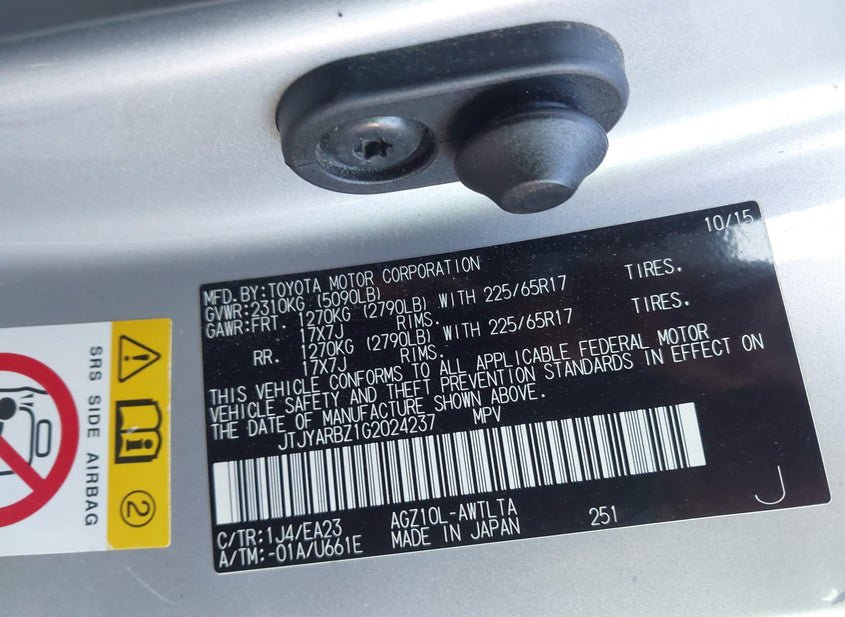 10/15
MFD.BY:TOYOTA MOTOR CORPORATION
GVWR:2310KG (5090LB)
GAWR:FRT. 1270KG (2790LB) WITH 225/65R17 TIRES.
17X7J RIMS.
RR. 1270KG (2790LB) WITH 225/65R17 TIRES.
17X7J RIMS.
THIS VEHICLE CONFORMS TO ALL APPLICABLE FEDERAL MOTOR
VEHICLE SAFETY AND THEFT PREVENTION STANDARDS IN EFFECT ON
THE DATE OF MANUFACTURE SHOWN ABOVE.
JTJYARBZ1G2024237 MPV
C/TR:1J4/EA23 AGZ10L-AWTLTA 251
A/TM:-01A/U661E MADE IN JAPAN
J
SRS SIDE AIRBAG
2